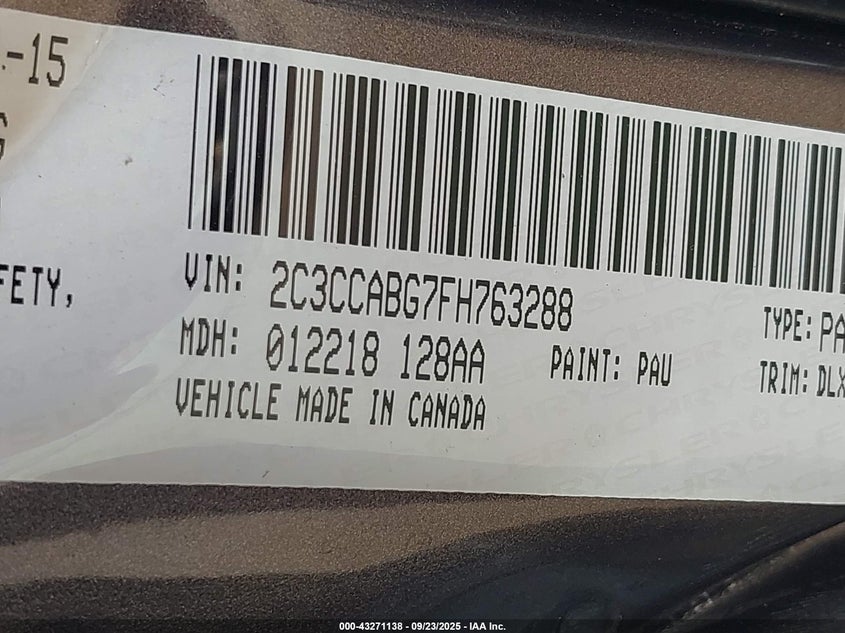 -15
G
FETY,
VIN: 2C3CCABG7FH763288
TYPE: PA
MDH: 012218 128AA
PAINT: PAU
TRIM: DLX
VEHICLE MADE IN CANADA
CHRYSLER
000-43271138 - 09/23/2025 - IAA Inc.